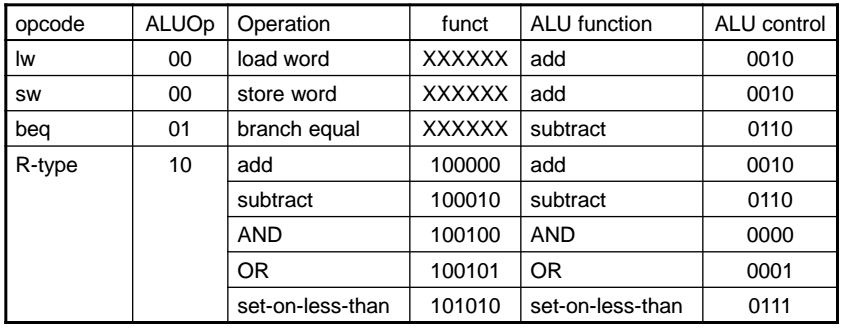 opcode ALUOp Operation funct ALU function ALU control
lw 00 load word XXXXXX add 0010
sw 00 store word XXXXXX add 0010
beq 01 branch equal XXXXXX subtract 0110
R-type 10 add 100000 add 0010
subtract 100010 subtract 0110
AND 100100 AND 0000
OR 100101 OR 0001
set-on-less-than 101010 set-on-less-than 0111